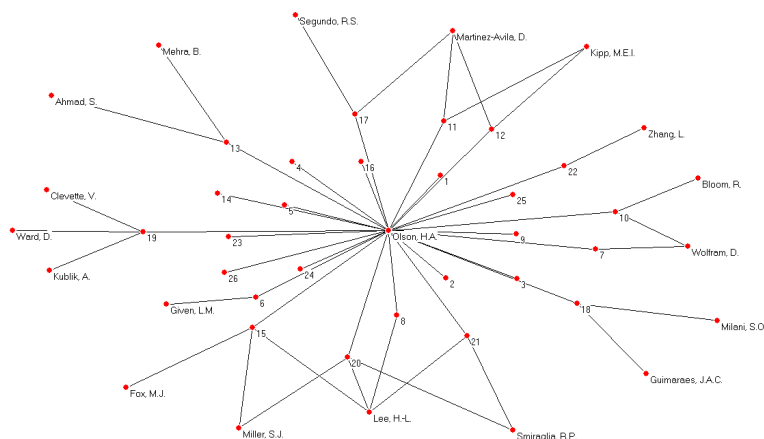 Segundo, R.S.
Martinez-Avila, D.
Mehra, B.
Kipp, M.E.I.
Ahmad, S.
17
11
12
Zhang, L.
13
4
16
22
1
Bloom, R.
Clevette, V.
14
5
25
10
Ward, D.
19
23
Olson, H.A.
9
7
Wolfram, D.
Kublik, A.
26
24
2
3
Given, L.M.
6
18
Milani, S.O
15
8
21
20
Guimaraes, J.A.C.
Fox, M.J.
Lee, H.-L.
Miller, S.J.
Smiraglia, R.P.